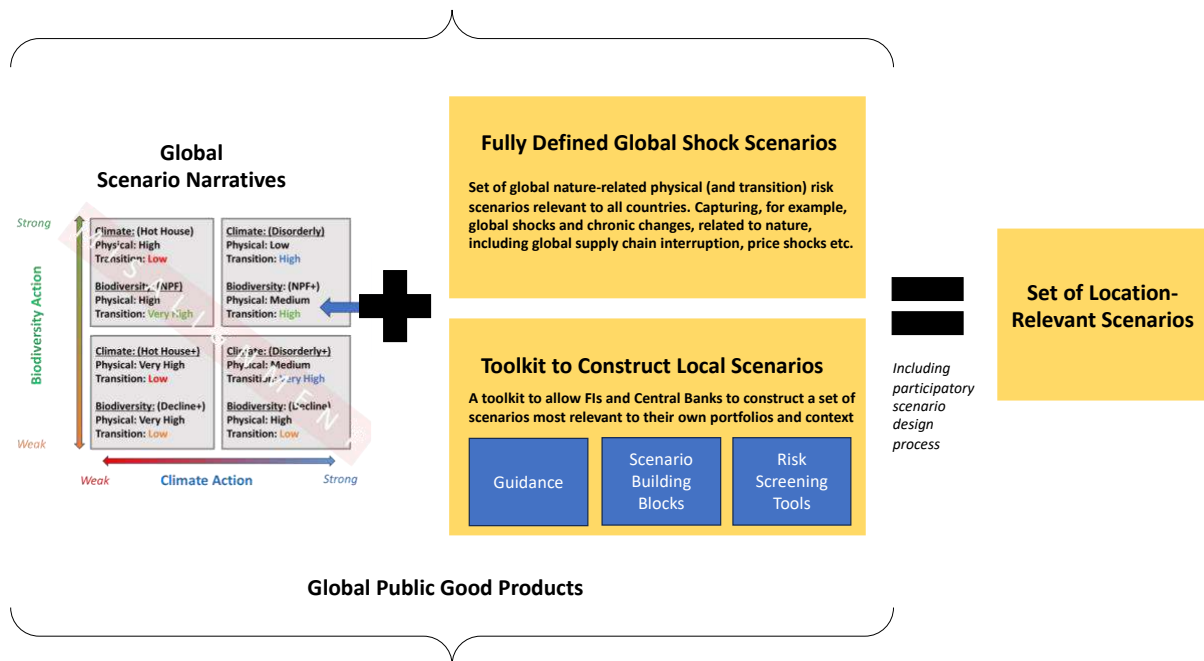 Global
Scenario Narratives
Strong
Biodiversity Action
Weak
Climate: (Hot House)
Physical: High
Transition: Low
Biodiversity: (NPF)
Physical: High
Transition: Very High
Climate: (Disorderly)
Physical: Low
Transition: High
Biodiversity: (NPF+)
Physical: Medium
Transition: High
Climate: (Hot House+)
Physical: Very High
Transition: Low
Biodiversity: (Decline+)
Physical: Very High
Transition: Low
Climate: (Disorderly+)
Physical: Medium
Transition: Very High
Biodiversity: (Decline)
Physical: High
Transition: Low
MISALIGNMENT
Weak
Climate Action
Strong
Fully Defined Global Shock Scenarios
Set of global nature-related physical (and transition) risk
scenarios relevant to all countries. Capturing, for example,
global shocks and chronic changes, related to nature,
including global supply chain interruption, price shocks etc.
Toolkit to Construct Local Scenarios
A toolkit to allow FIs and Central Banks to construct a set of
scenarios most relevant to their own portfolios and context
Guidance
Scenario
Building
Blocks
Risk
Screening
Tools
Including
participatory
scenario
design
process
Set of Location-
Relevant Scenarios
Global Public Good Products